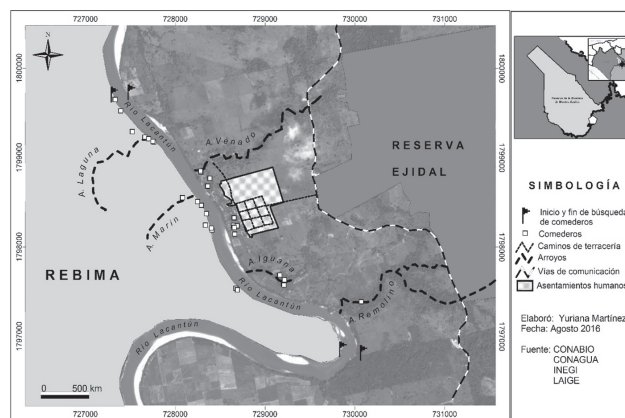 727000 728000 729000 730000 731000
N
1800000
1799000
1798000
1797000
1800000
1799000
1798000
1797000
Río Lacantún
A. Venado
A. Laguna
A. Marín
RESERVA
EJIDAL
REBIMA
A. Iguana
Río Lacantún
A. Remolino
Río Lacantún
0 500 km
727000 728000 729000 730000 731000
SIMBOLOGÍA
Inicio y fin de búsqueda
de comederos
Comederos
Caminos de terracería
Arroyos
Vías de comunicación
Asentamientos humanos
Elaboró: Yuriana Martínez
Fecha: Agosto 2016
Fuente: CONABIO
CONAGUA
INEGI
LAIGE